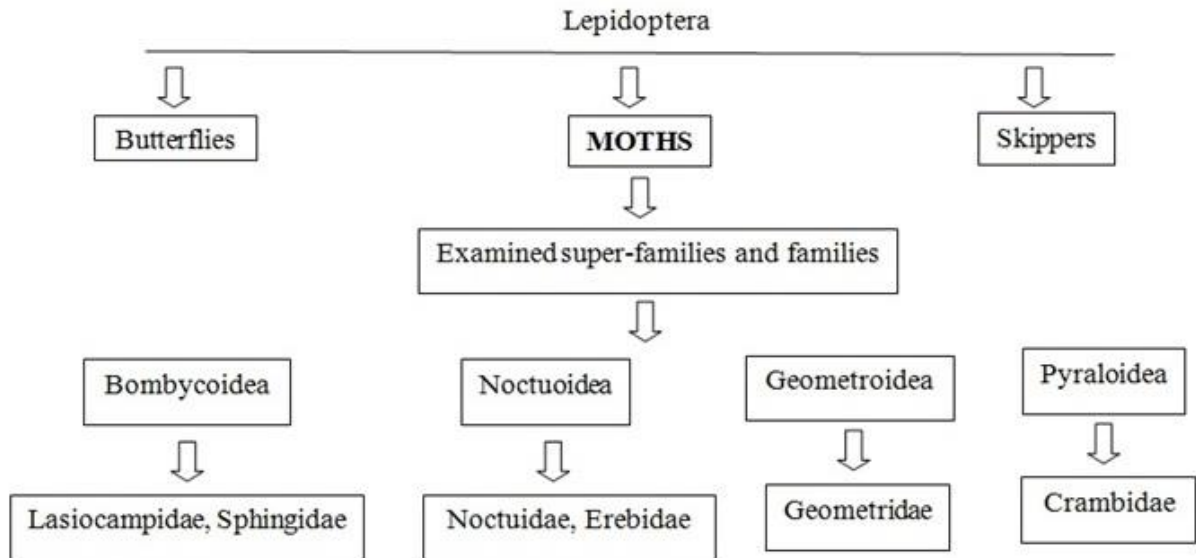 Lepidoptera
Butterflies
MOTHS
Skippers
Examined super-families and families
Bombycoidea
Noctuoidea
Geometroidea
Pyraloidea
Lasiocampidae, Sphingidae
Noctuidae, Erebidae
Geometridae
Crambidae